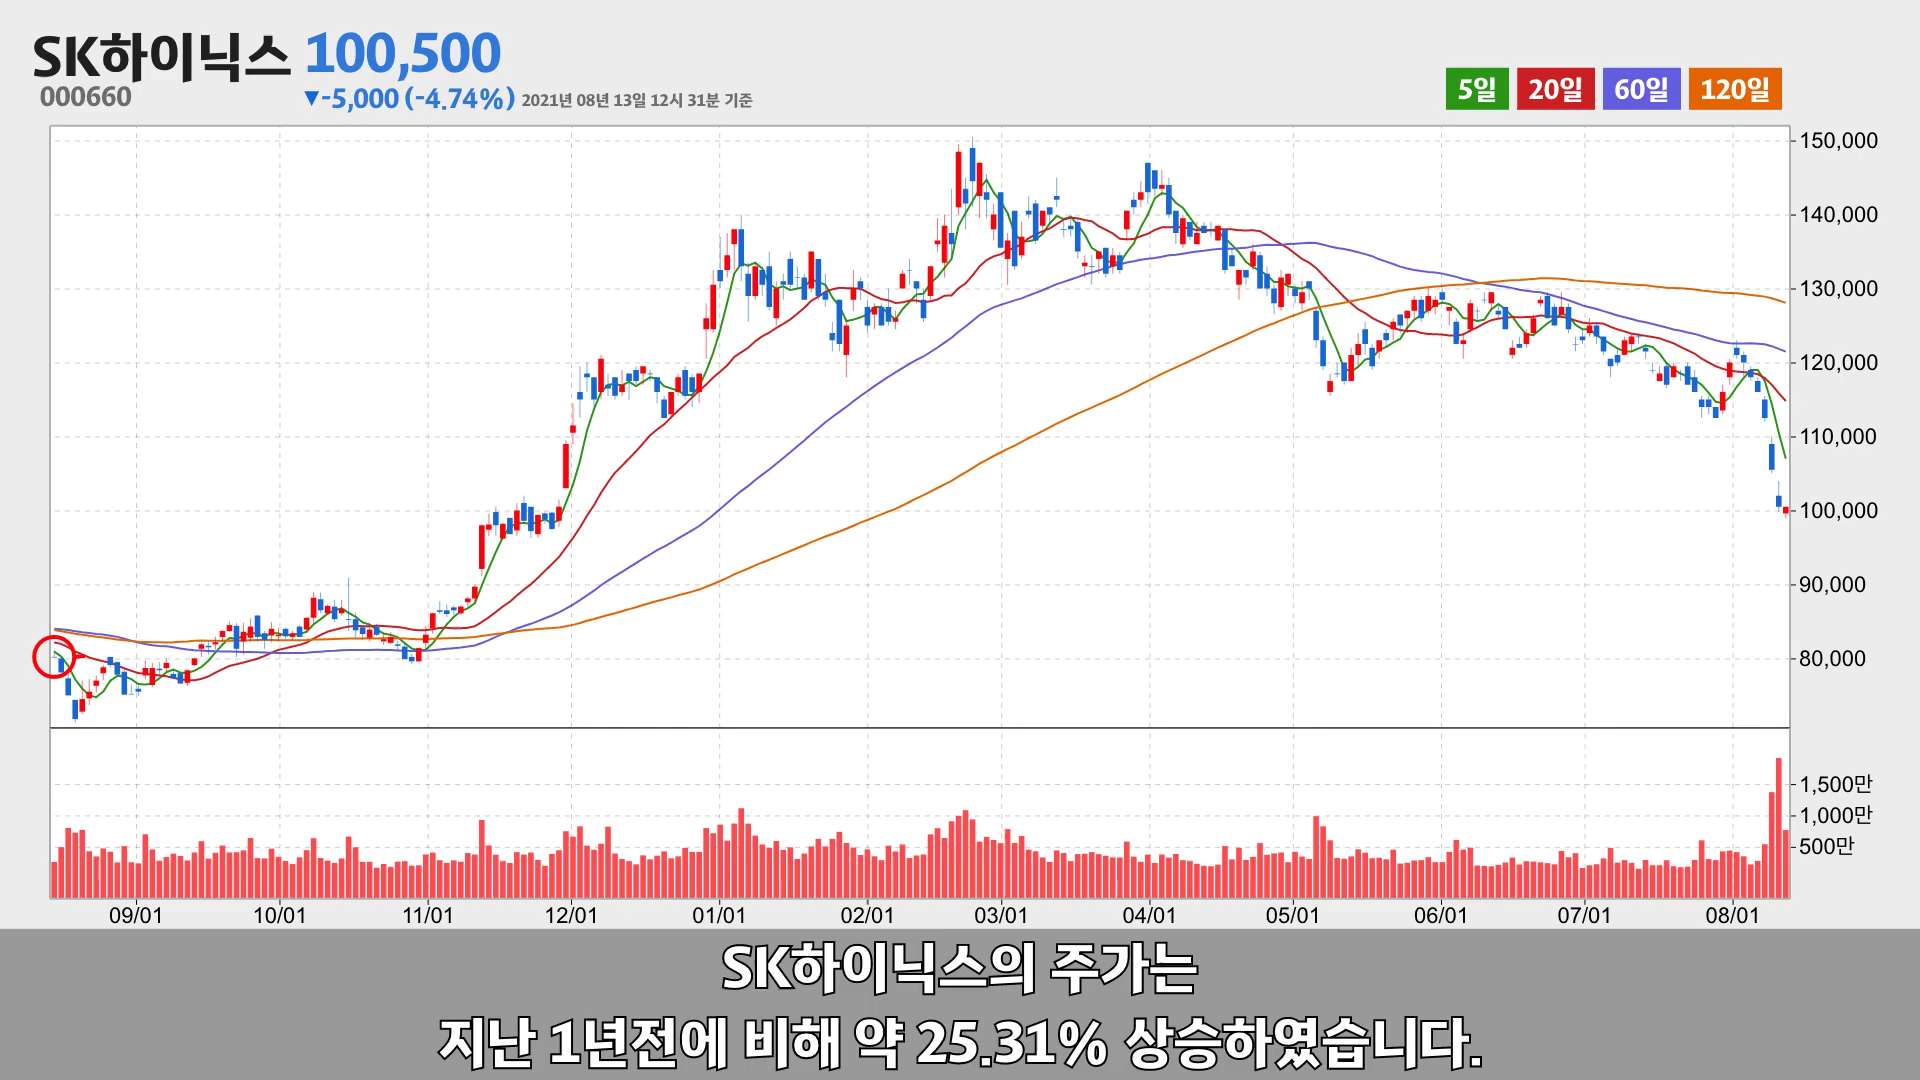 SK하이닉스 100,500
000660
▼-5,000 (-4.74%) 2021년 08년 13일 12시 31분 기준
5일 20일 60일 120일
150,000
140,000
130,000
120,000
110,000
100,000
90,000
80,000
1,500만
1,000만
500만
09/01 10/01 11/01 12/01 01/01 02/01 03/01 04/01 05/01 06/01 07/01 08/01
SK하이닉스의 주가는
지난 1년전에 비해 약 25.31% 상승하였습니다.